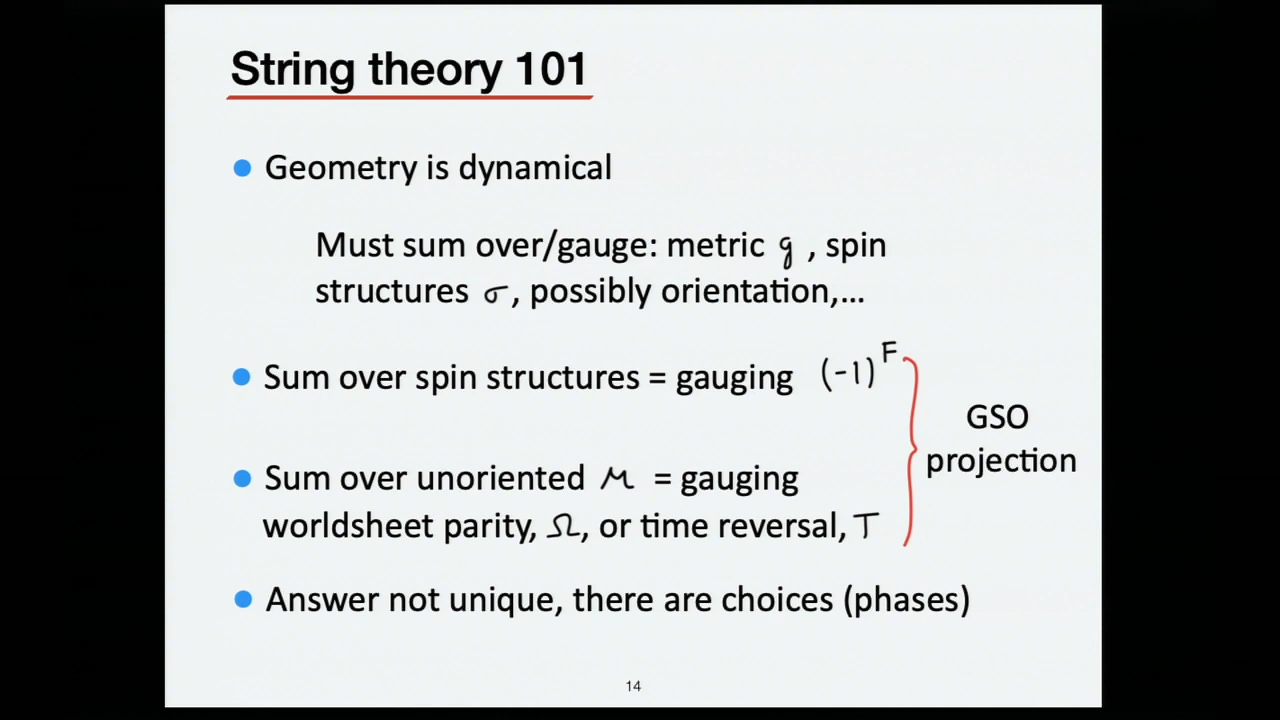 String theory 101
● Geometry is dynamical
Must sum over/gauge: metric g , spin
structures σ, possibly orientation,...
● Sum over spin structures = gauging (-1)^F
GSO
projection
● Sum over unoriented M = gauging
worldsheet parity, Ω, or time reversal, T
● Answer not unique, there are choices (phases)
14